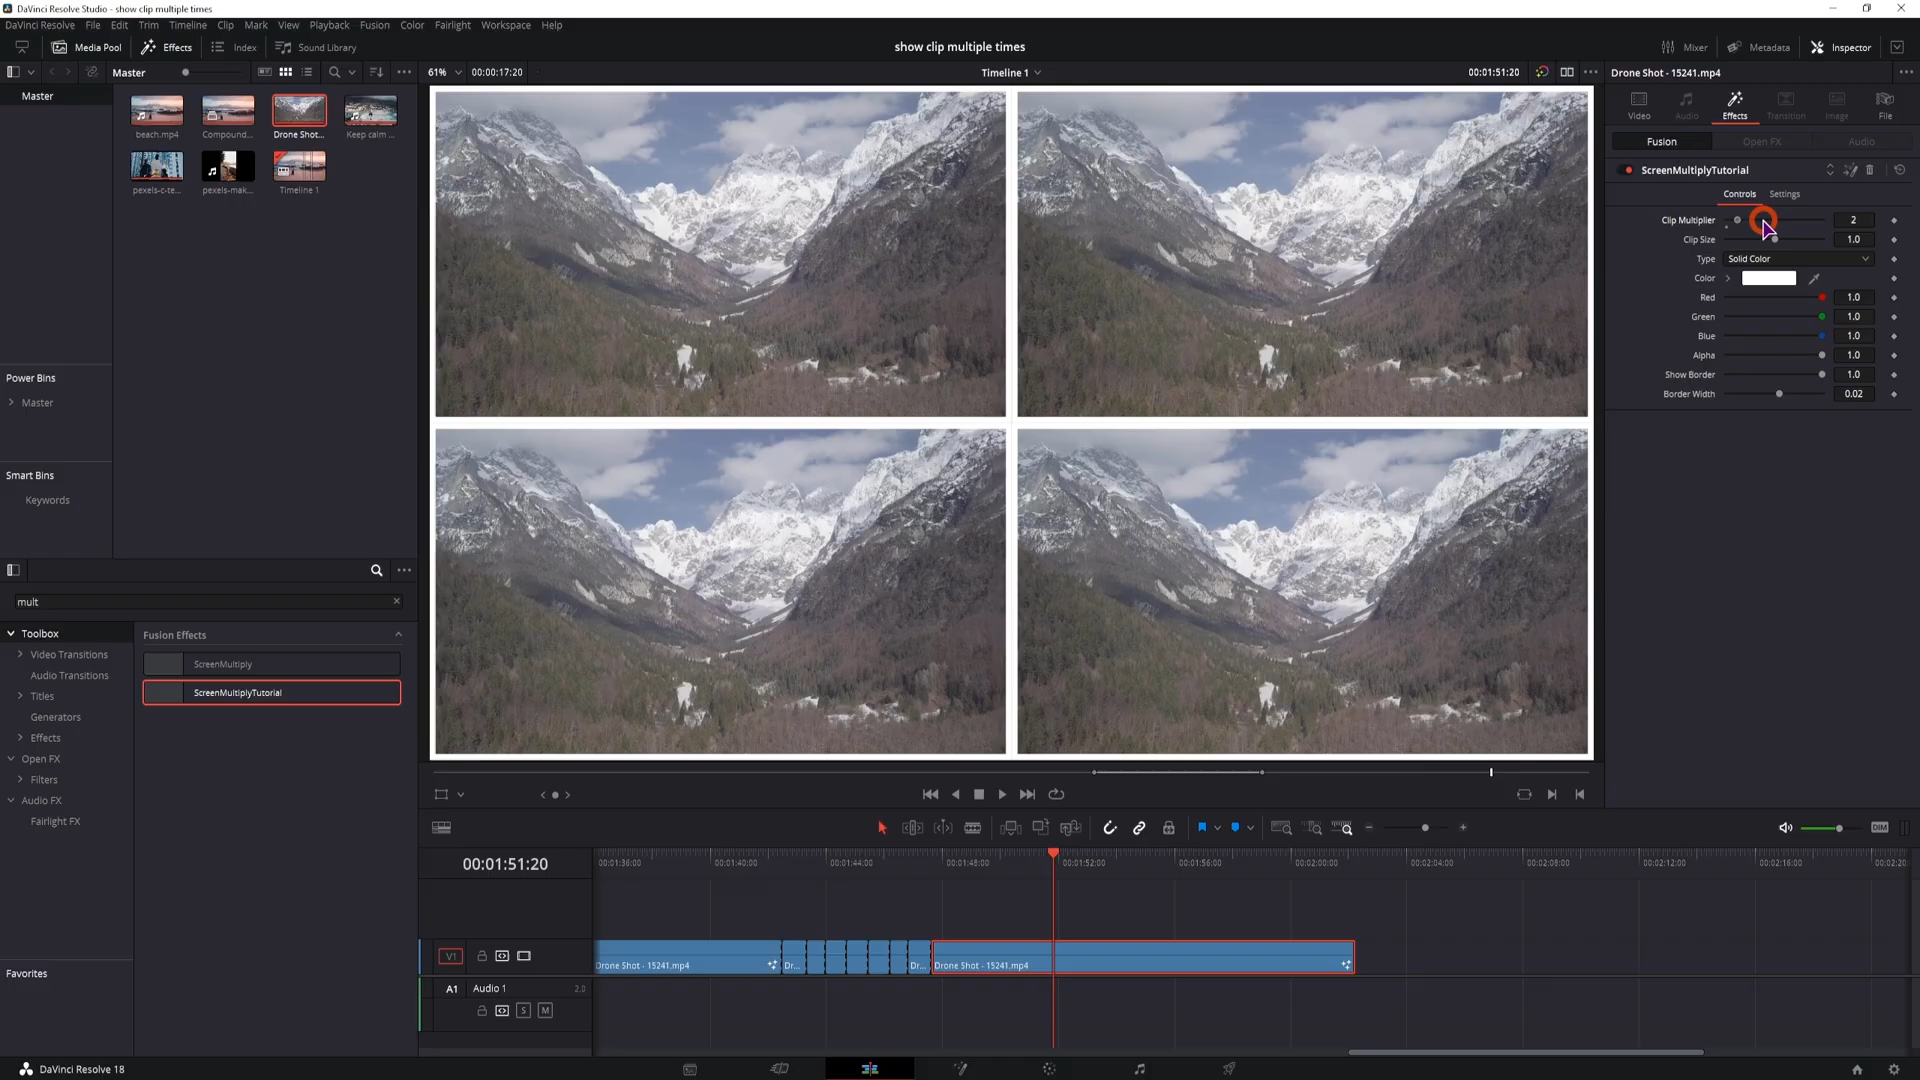 DaVinci Resolve Studio - show clip multiple times
DaVinci Resolve File Edit Trim Timeline Clip Mark View Playback Fusion Color Fairlight Workspace Help
Media Pool Effects Index Sound Library show clip multiple times Mixer Metadata Inspector
Master 61% 00:00:17:20 Timeline 1 00:01:51:20 Drone Shot - 15241.mp4
Master
beach.mp4 Compound... Drone Shot... Keep calm ...
pexels-c-te... pexels-mak... Timeline 1
Video Audio Effects Transition Image File
Fusion Open FX Audio
ScreenMultiplyTutorial
Controls Settings
Clip Multiplier 2
Clip Size 1.0
Type Solid Color
Color
Red 1.0
Green 1.0
Blue 1.0
Alpha 1.0
Show Border 1.0
Border Width 0.02
Power Bins
Master
Smart Bins
Keywords
mult
Toolbox
Video Transitions
Audio Transitions
Titles
Generators
Effects
Open FX
Filters
Audio FX
Fairlight FX
Favorites
Fusion Effects
ScreenMultiply
ScreenMultiplyTutorial
DIM
00:01:51:20
00:01:36:00 00:01:40:00 00:01:44:00 00:01:48:00 00:01:52:00 00:01:56:00 00:02:00:00 00:02:04:00 00:02:08:00 00:02:12:00 00:02:16:00 00:02:20
V1
Drone Shot - 15241.mp4 Dr... Dr... Drone Shot - 15241.mp4
A1 Audio 1 2.0
S M
DaVinci Resolve 18